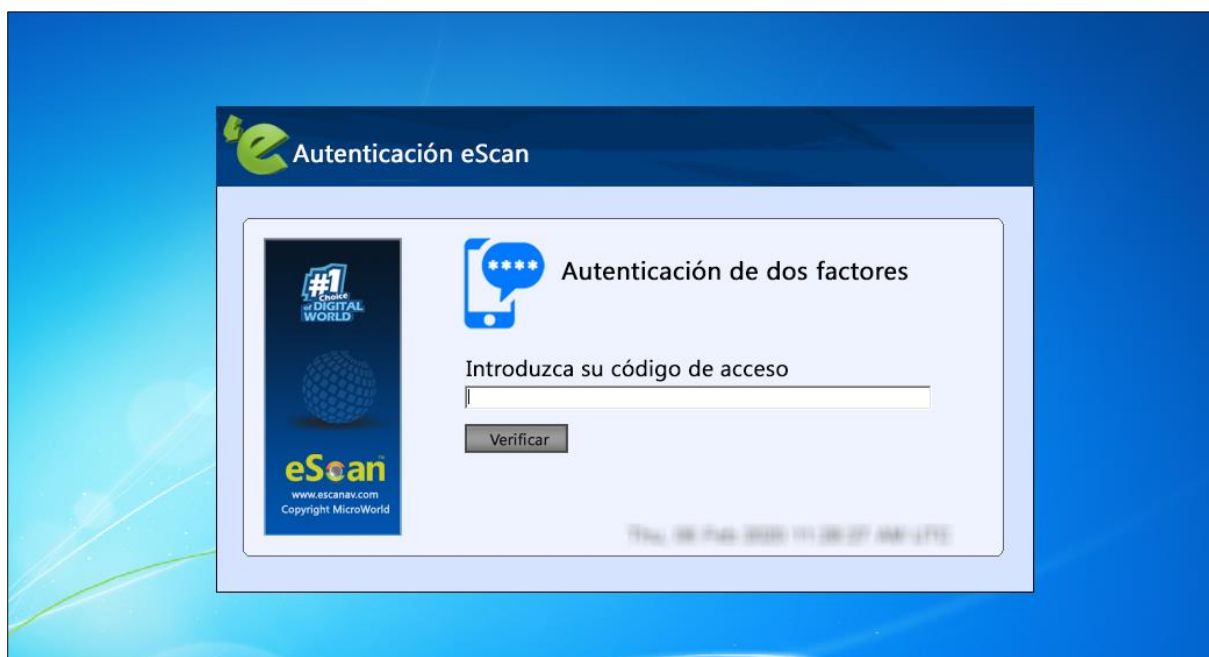 Autenticación eScan
#1
Choice
of DIGITAL
WORLD
****
Autenticación de dos factores
Introduzca su código de acceso
Verificar
eScan
www.escanav.com
Copyright MicroWorld